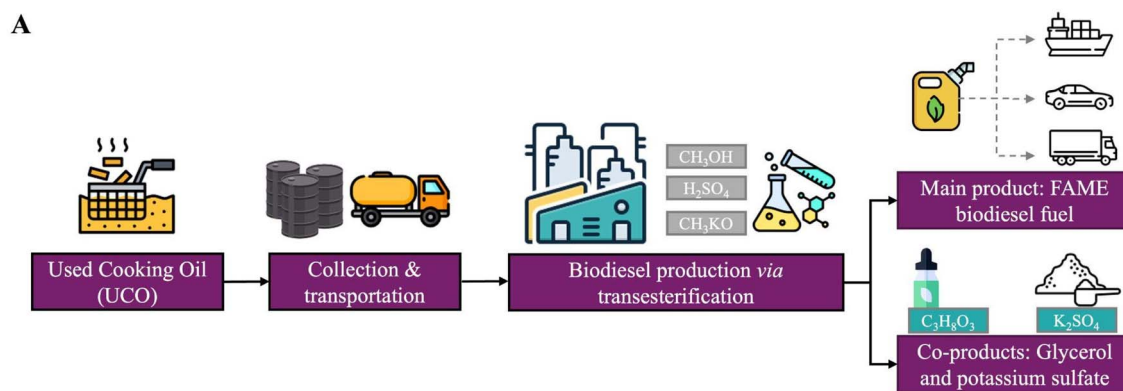 A
CH₃OH
H₂SO₄
CH₃KO
Used Cooking Oil
(UCO)
Collection &
transportation
Biodiesel production via
transesterification
Main product: FAME
biodiesel fuel
C₃H₈O₃
K₂SO₄
Co-products: Glycerol
and potassium sulfate